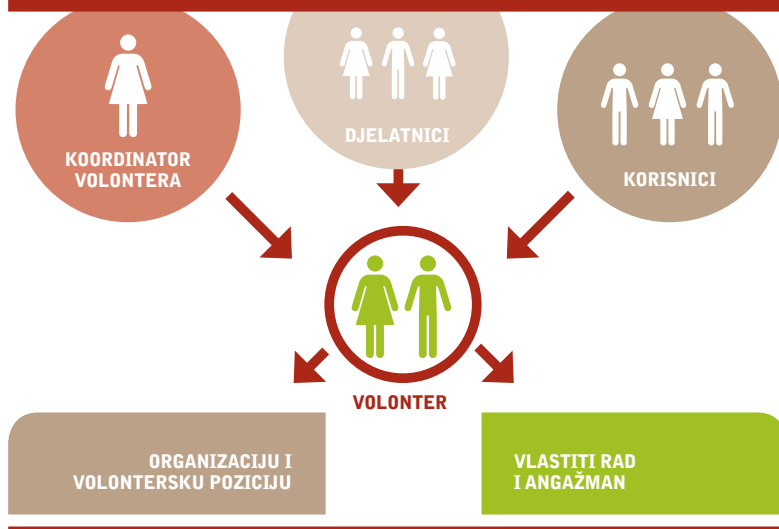 KOORDINATOR
VOLONTERA
DJELATNICI
KORISNICI
VOLONTER
ORGANIZACIJU I
VOLONTERSKU POZICIJU
VLASTITI RAD
I ANGAŽMAN